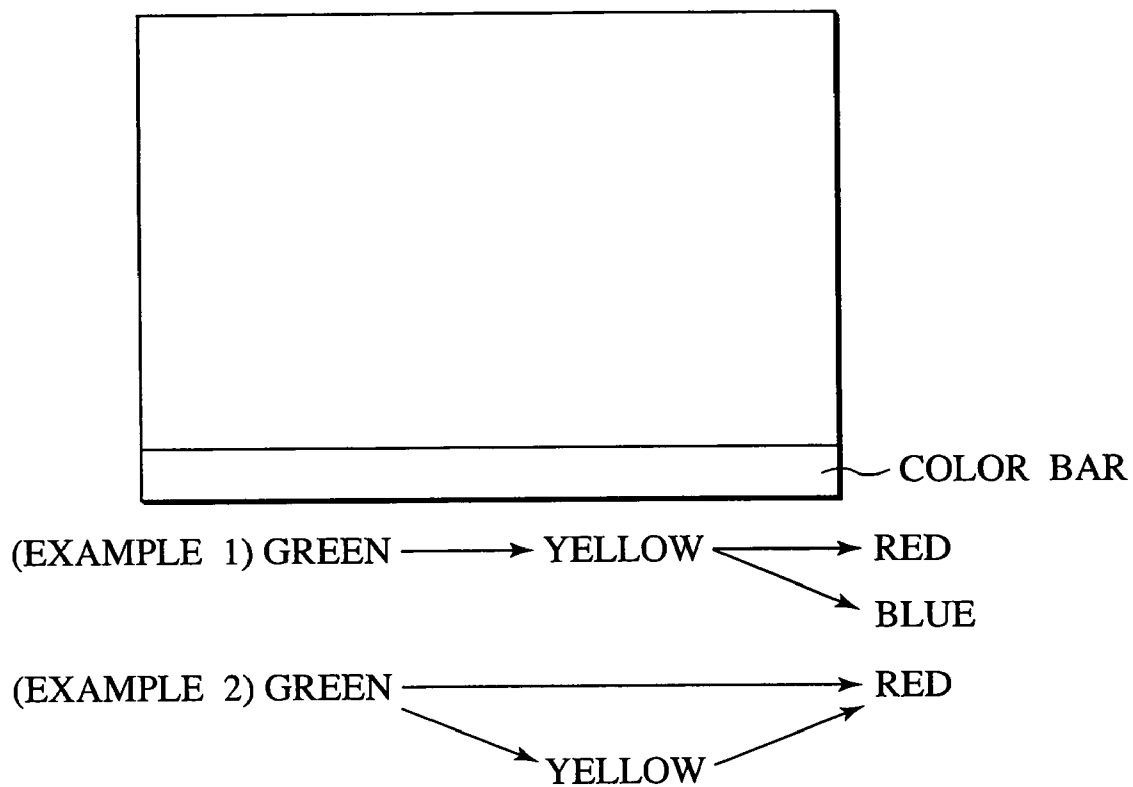 COLOR BAR
(EXAMPLE 1) GREEN YELLOW RED
BLUE
(EXAMPLE 2) GREEN RED
YELLOW